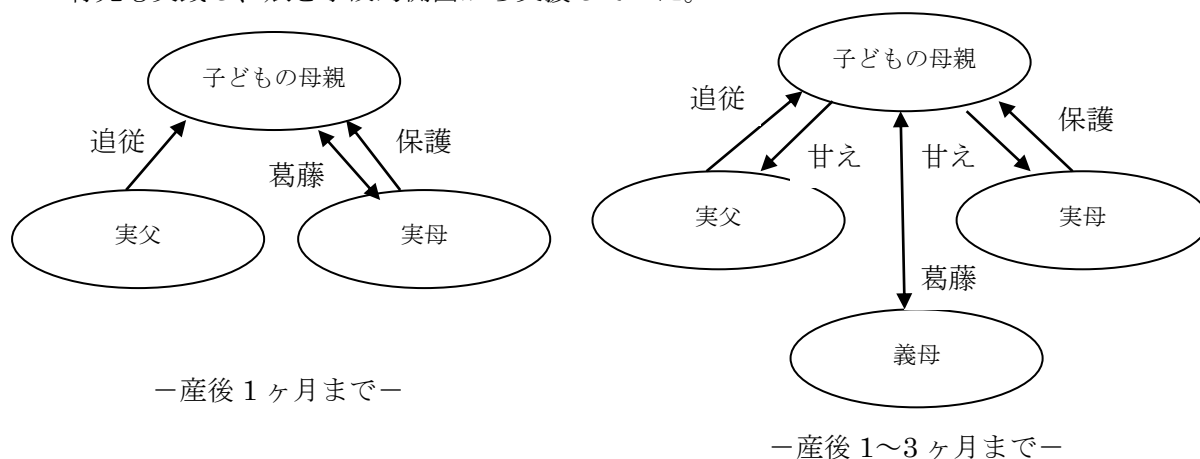 子どもの母親
追従
保護
葛藤
実父
実母
－産後 1 ヶ月まで－
子どもの母親
追従
保護
甘え
甘え
実父
実母
葛藤
義母
－産後 1～3 ヶ月まで－